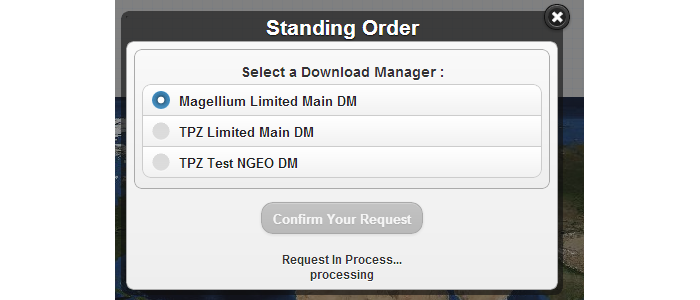 Standing Order
Select a Download Manager :
Magellium Limited Main DM
TPZ Limited Main DM
TPZ Test NGEO DM
Confirm Your Request
Request In Process...
processing